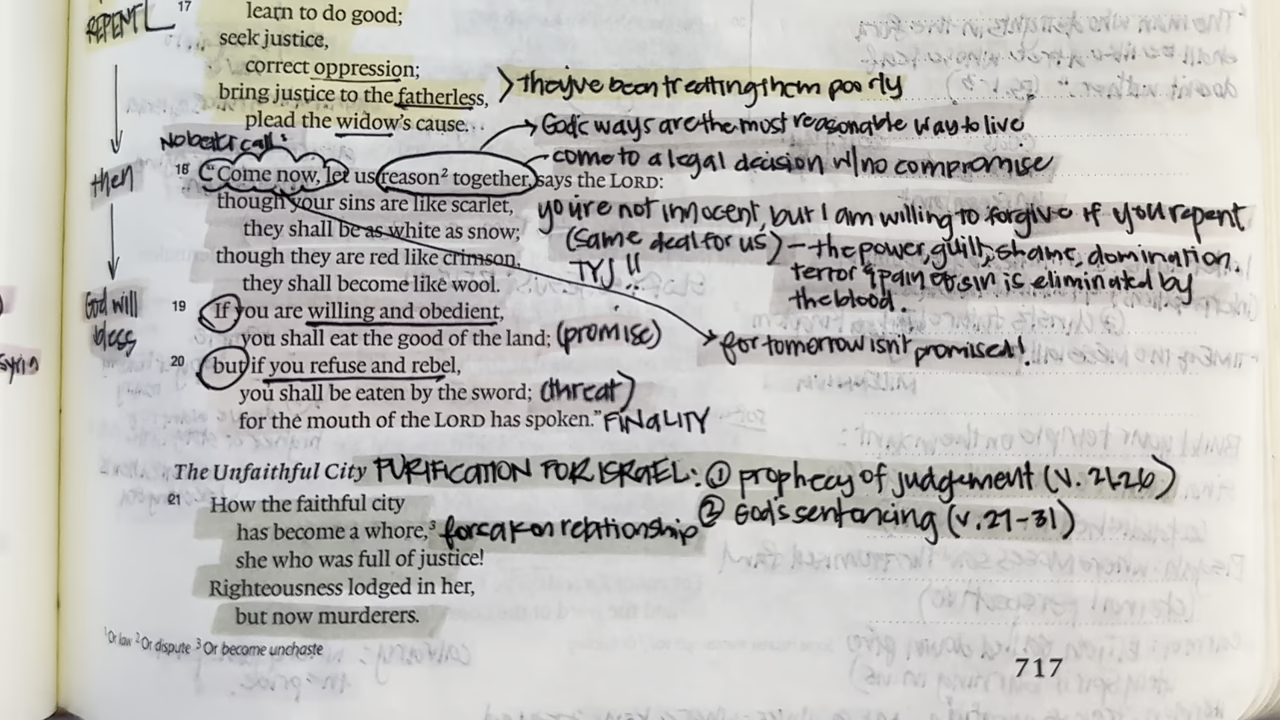 17 learn to do good;
REPENT
seek justice,
correct oppression;
bring justice to the fatherless, > they've been treating them poorly
plead the widow's cause. → God's ways are the most reasonable way to live
No better call:
come to a legal decision w/no compromise
then
18 "Come now, let us reason² together, says the LORD:
though your sins are like scarlet, you're not innocent, but I am willing to forgive if you repent
they shall be as white as snow; (same deal for us) - the power, guilt, shame, domination,
though they are red like crimson, TYJ!! terror & pain of sin is eliminated by
they shall become like wool. the blood.
God will bless
19 If you are willing and obedient,
you shall eat the good of the land; (promise) → for tomorrow isn't promised!
20 but if you refuse and rebel,
you shall be eaten by the sword; (threat)
for the mouth of the LORD has spoken." FINALITY
The Unfaithful City PURIFICATION FOR ISRAEL: ① prophecy of judgement (v. 21-26)
② God's sentencing (v. 27-31)
21 How the faithful city
has become a whore,³ forsaken relationship
she who was full of justice!
Righteousness lodged in her,
but now murderers.
¹Or law ²Or dispute ³Or become unchaste
717